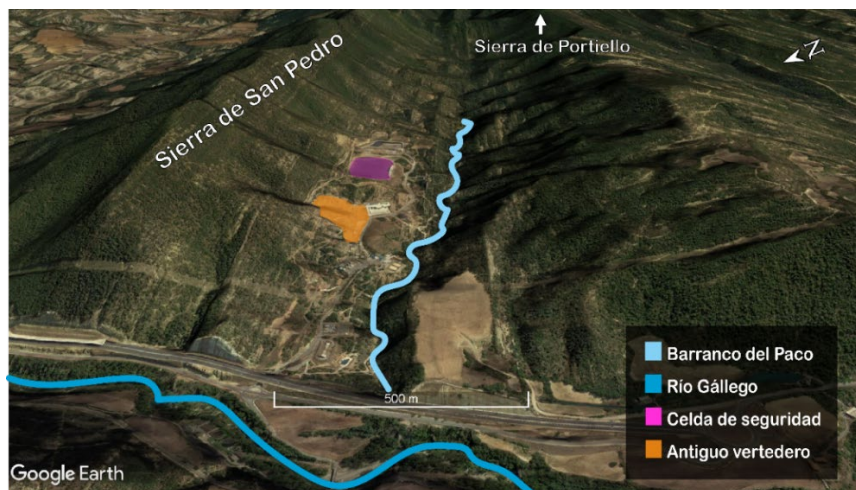 Sierra de Portiello
N
Sierra de San Pedro
500 m
Barranco del Paco
Río Gállego
Celda de seguridad
Antiguo vertedero
Google Earth